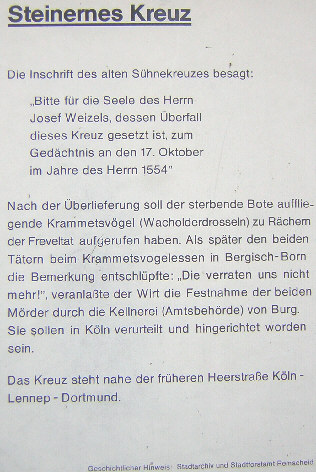 Steinernes Kreuz
Die Inschrift des alten Sühnekreuzes besagt:
„Bitte für die Seele des Herrn
Josef Weizels, dessen Überfall
dieses Kreuz gesetzt ist, zum
Gedächtnis an den 17. Oktober
im Jahre des Herrn 1554“
Nach der Überlieferung soll der sterbende Bote aufflie-
gende Krammetsvögel (Wacholderdrosseln) zu Rächern
der Freveltat aufgerufen haben. Als später den beiden
Tätern beim Krammetsvogelessen in Bergisch-Born
die Bemerkung entschlüpfte: „Die verraten uns nicht
mehr!“, veranlaßte der Wirt die Festnahme der beiden
Mörder durch die Kellnerei (Amtsbehörde) von Burg.
Sie sollen in Köln verurteilt und hingerichtet worden
sein.
Das Kreuz steht nahe der früheren Heerstraße Köln -
Lennep - Dortmund.
Geschichtlicher Hinweis: Stadtarchiv und Stadtforstamt Remscheid